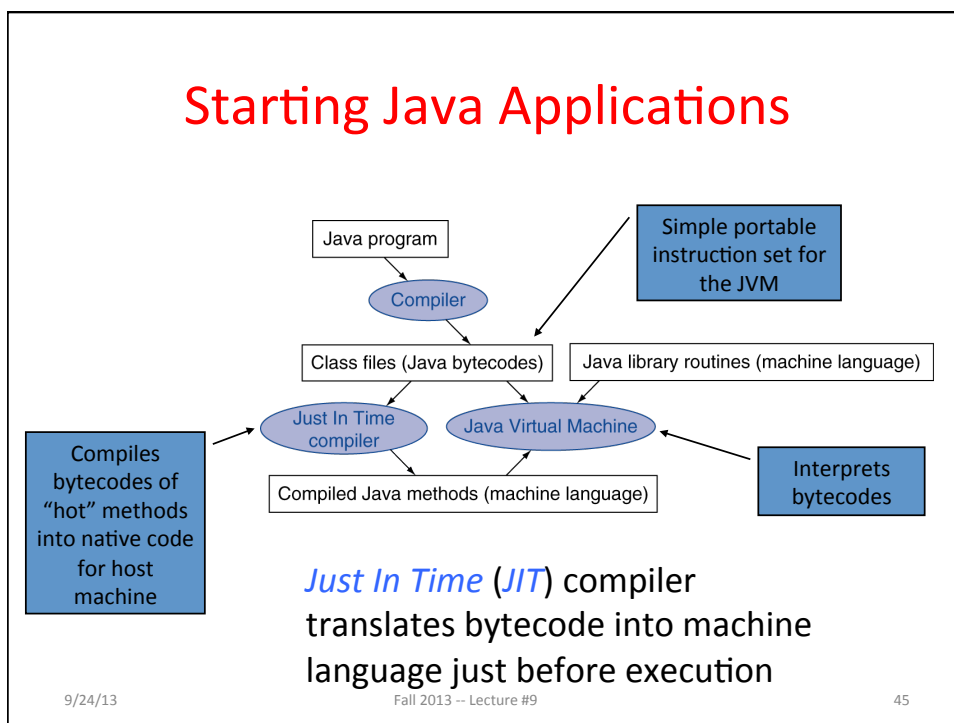 Starting Java Applications
Java program
Simple portable
instruction set for
the JVM
Compiler
Class files (Java bytecodes)
Java library routines (machine language)
Just In Time
compiler
Java Virtual Machine
Compiles
bytecodes of
“hot” methods
into native code
for host
machine
Interprets
bytecodes
Compiled Java methods (machine language)
Just In Time (JIT) compiler
translates bytecode into machine
language just before execution
9/24/13
Fall 2013 -- Lecture #9
45